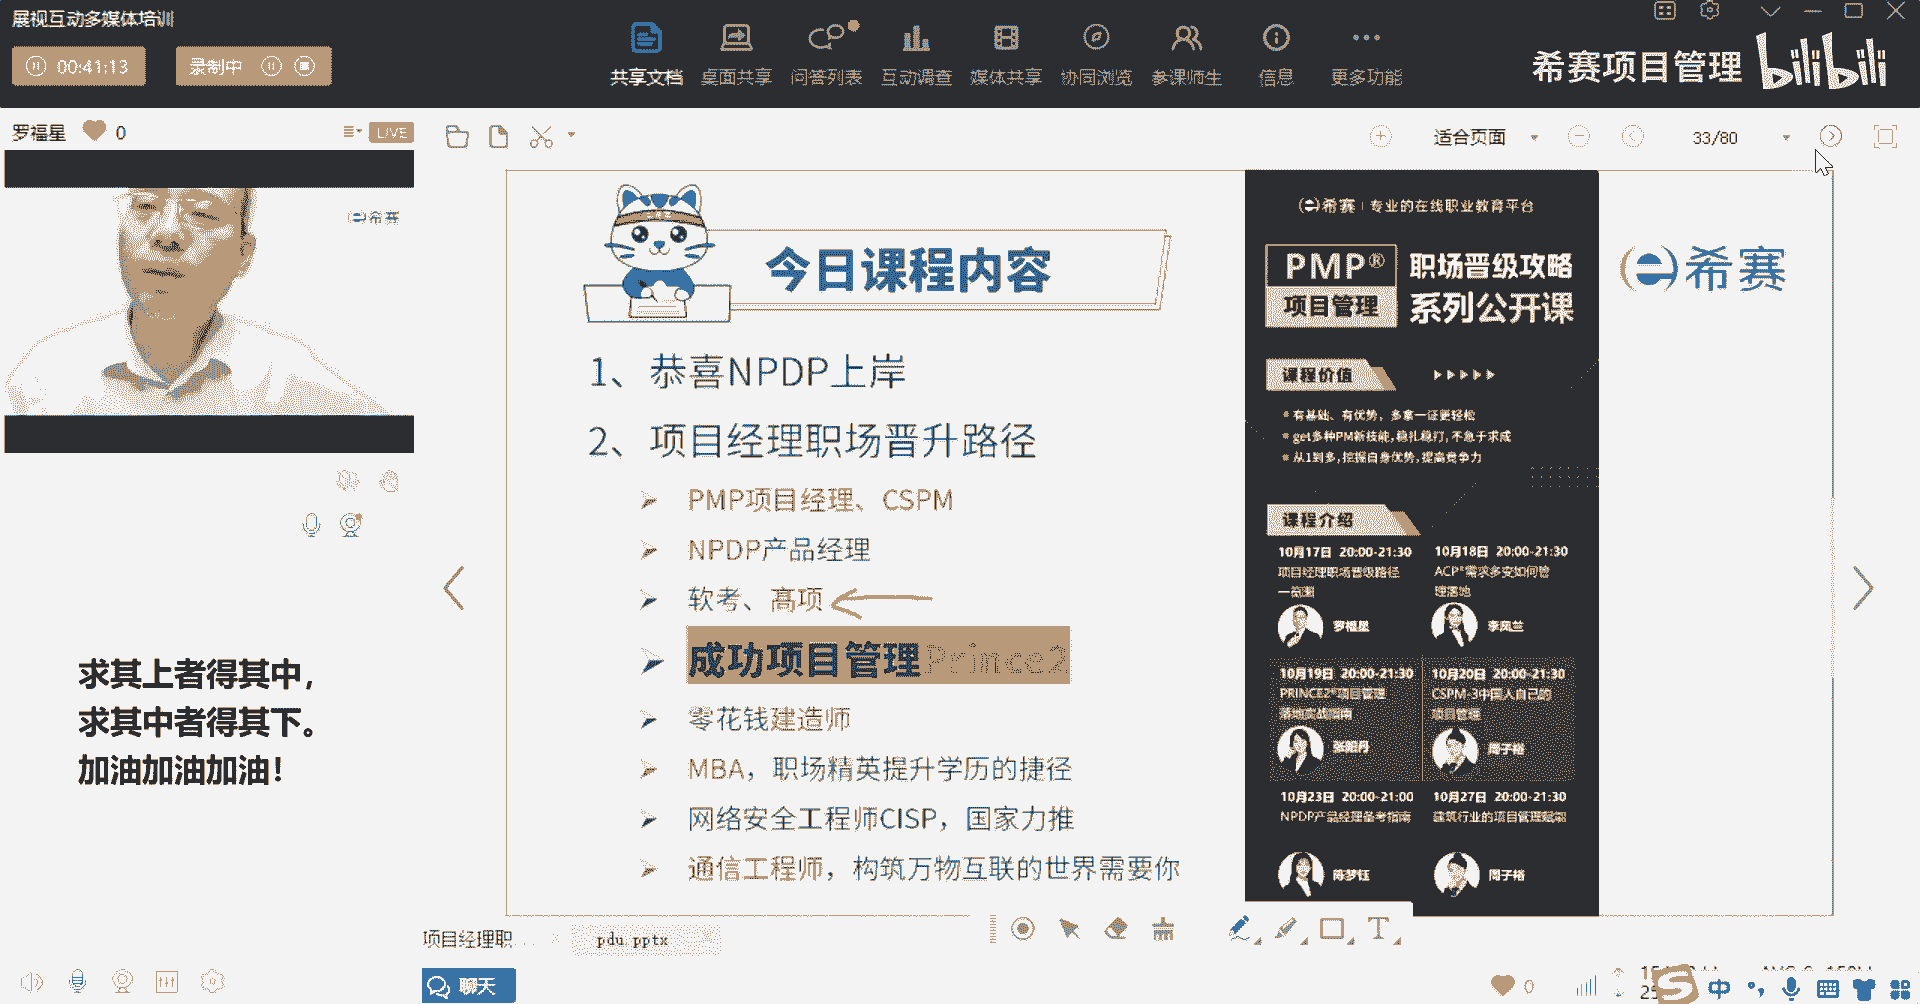 展视互动多媒体培训
00:41:13
录制中
共享文档
桌面共享
问答列表
互动调查
媒体共享
协同浏览
参课师生
信息
更多功能
希赛项目管理
bilibili
罗福星
0
LIVE
适合页面
33/80
希赛
今日课程内容
1、恭喜NPDP上岸
2、项目经理职场晋升路径
PMP项目经理、CSPM
NPDP产品经理
软考、高项
成功项目管理Prince2
零花钱建造师
MBA，职场精英提升学历的捷径
网络安全工程师CISP，国家力推
通信工程师，构筑万物互联的世界需要你
希赛 | 专业的在线职业教育平台
PMP®
项目管理
职场晋级攻略
系列公开课
课程价值
有基础、有优势，多拿一证更轻松
get多种PM新技能,稳扎稳打,不急于求成
从1到多,挖掘自身优势,提高竞争力
课程介绍
10月17日 20:00-21:30
项目经理职场晋级路径
一览图
罗福星
10月18日 20:00-21:30
ACP®需求多变如何管
理落地
李凤兰
10月19日 20:00-21:30
PRINCE2®项目管理
落地实战指南
10月20日 20:00-21:30
CSPM-3中国人自己的
项目管理
周子裕
10月23日 20:00-21:00
NPDP产品经理备考指南
陈梦钰
10月27日 20:00-21:30
建筑行业的项目管理赋能
周子裕
希赛
求其上者得其中，
求其中者得其下。
加油加油加油！
项目经理职...
pdu.pptx
聊天
0
中